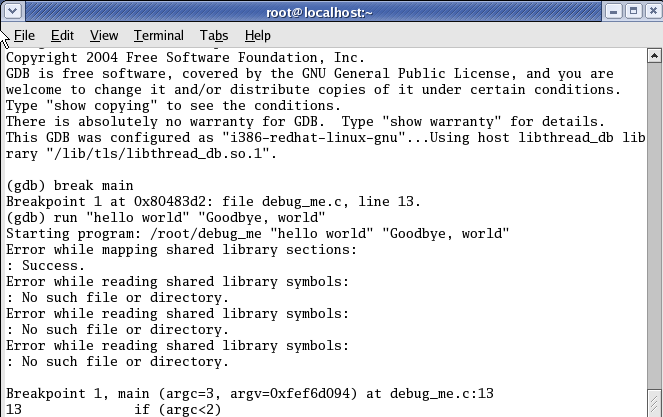 root@localhost:~
File Edit View Terminal Tabs Help
Copyright 2004 Free Software Foundation, Inc.
GDB is free software, covered by the GNU General Public License, and you are
welcome to change it and/or distribute copies of it under certain conditions.
Type "show copying" to see the conditions.
There is absolutely no warranty for GDB.  Type "show warranty" for details.
This GDB was configured as "i386-redhat-linux-gnu"...Using host libthread_db lib
rary "/lib/tls/libthread_db.so.1".
(gdb) break main
Breakpoint 1 at 0x80483d2: file debug_me.c, line 13.
(gdb) run "hello world" "Goodbye, world"
Starting program: /root/debug_me "hello world" "Goodbye, world"
Error while mapping shared library sections:
: Success.
Error while reading shared library symbols:
: No such file or directory.
Error while reading shared library symbols:
: No such file or directory.
Error while reading shared library symbols:
: No such file or directory.
Breakpoint 1, main (argc=3, argv=0xfef6d094) at debug_me.c:13
13              if (argc<2)